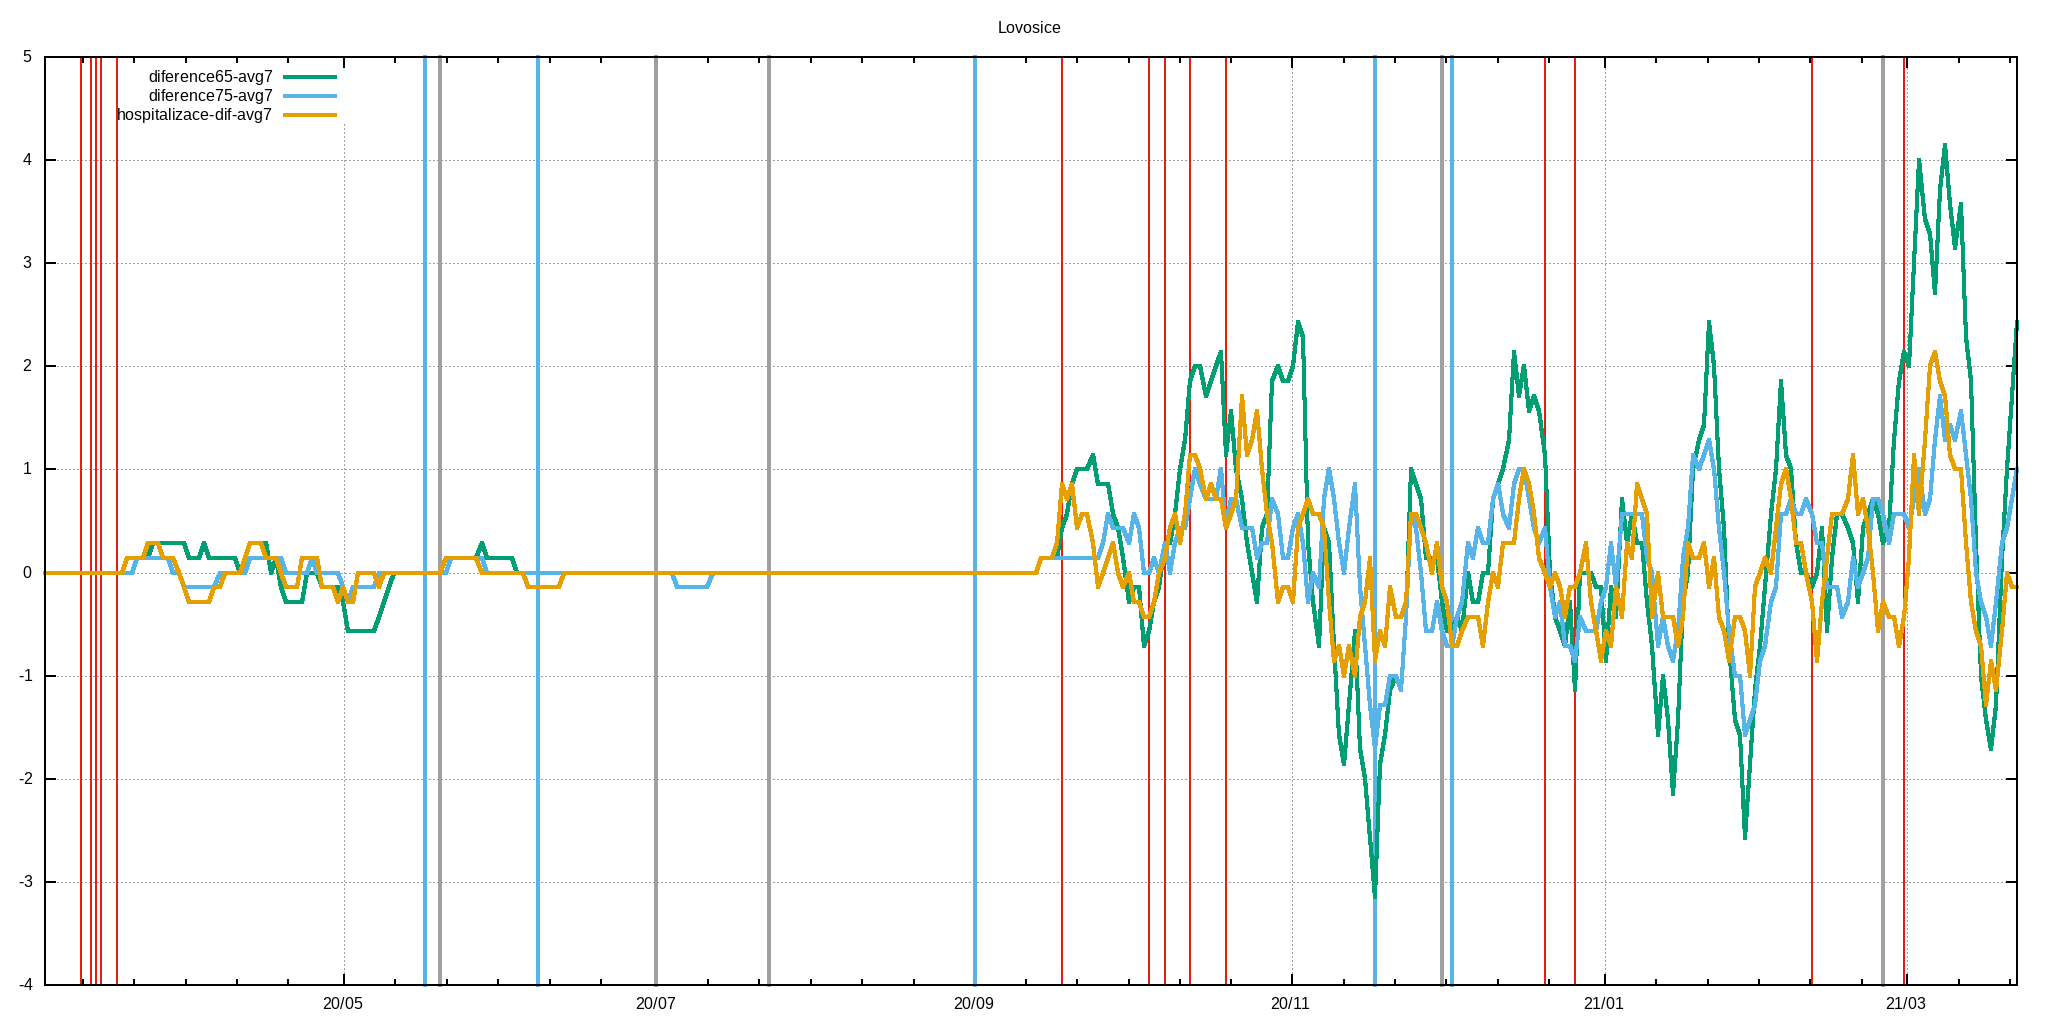 Lovosice
diference65-avg7
diference75-avg7
hospitalizace-dif-avg7
5
4
3
2
1
0
-1
-2
-3
-4
20/05 20/07 20/09 20/11 21/01 21/03